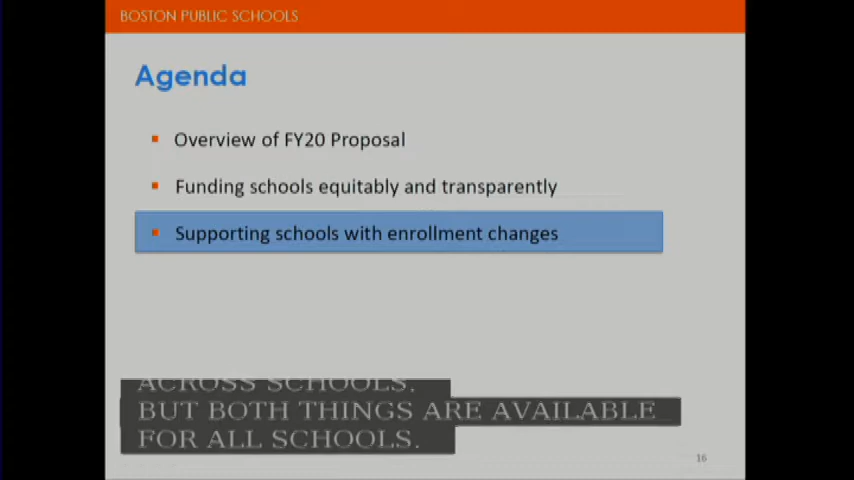 BOSTON PUBLIC SCHOOLS
Agenda
Overview of FY20 Proposal
Funding schools equitably and transparently
Supporting schools with enrollment changes
ACROSS SCHOOLS.
BUT BOTH THINGS ARE AVAILABLE
FOR ALL SCHOOLS.
16